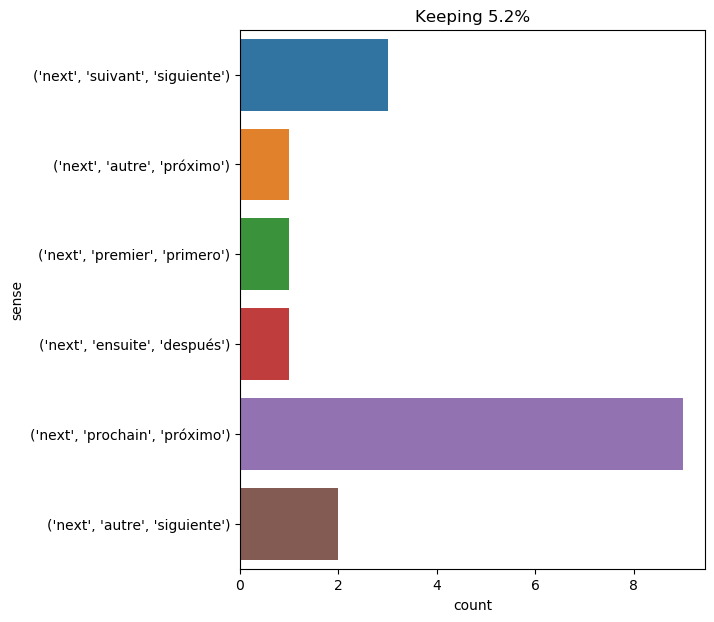 Keeping 5.2%
('next', 'suivant', 'siguiente')
('next', 'autre', 'próximo')
('next', 'premier', 'primero')
('next', 'ensuite', 'después')
('next', 'prochain', 'próximo')
('next', 'autre', 'siguiente')
sense
0 2 4 6 8
count